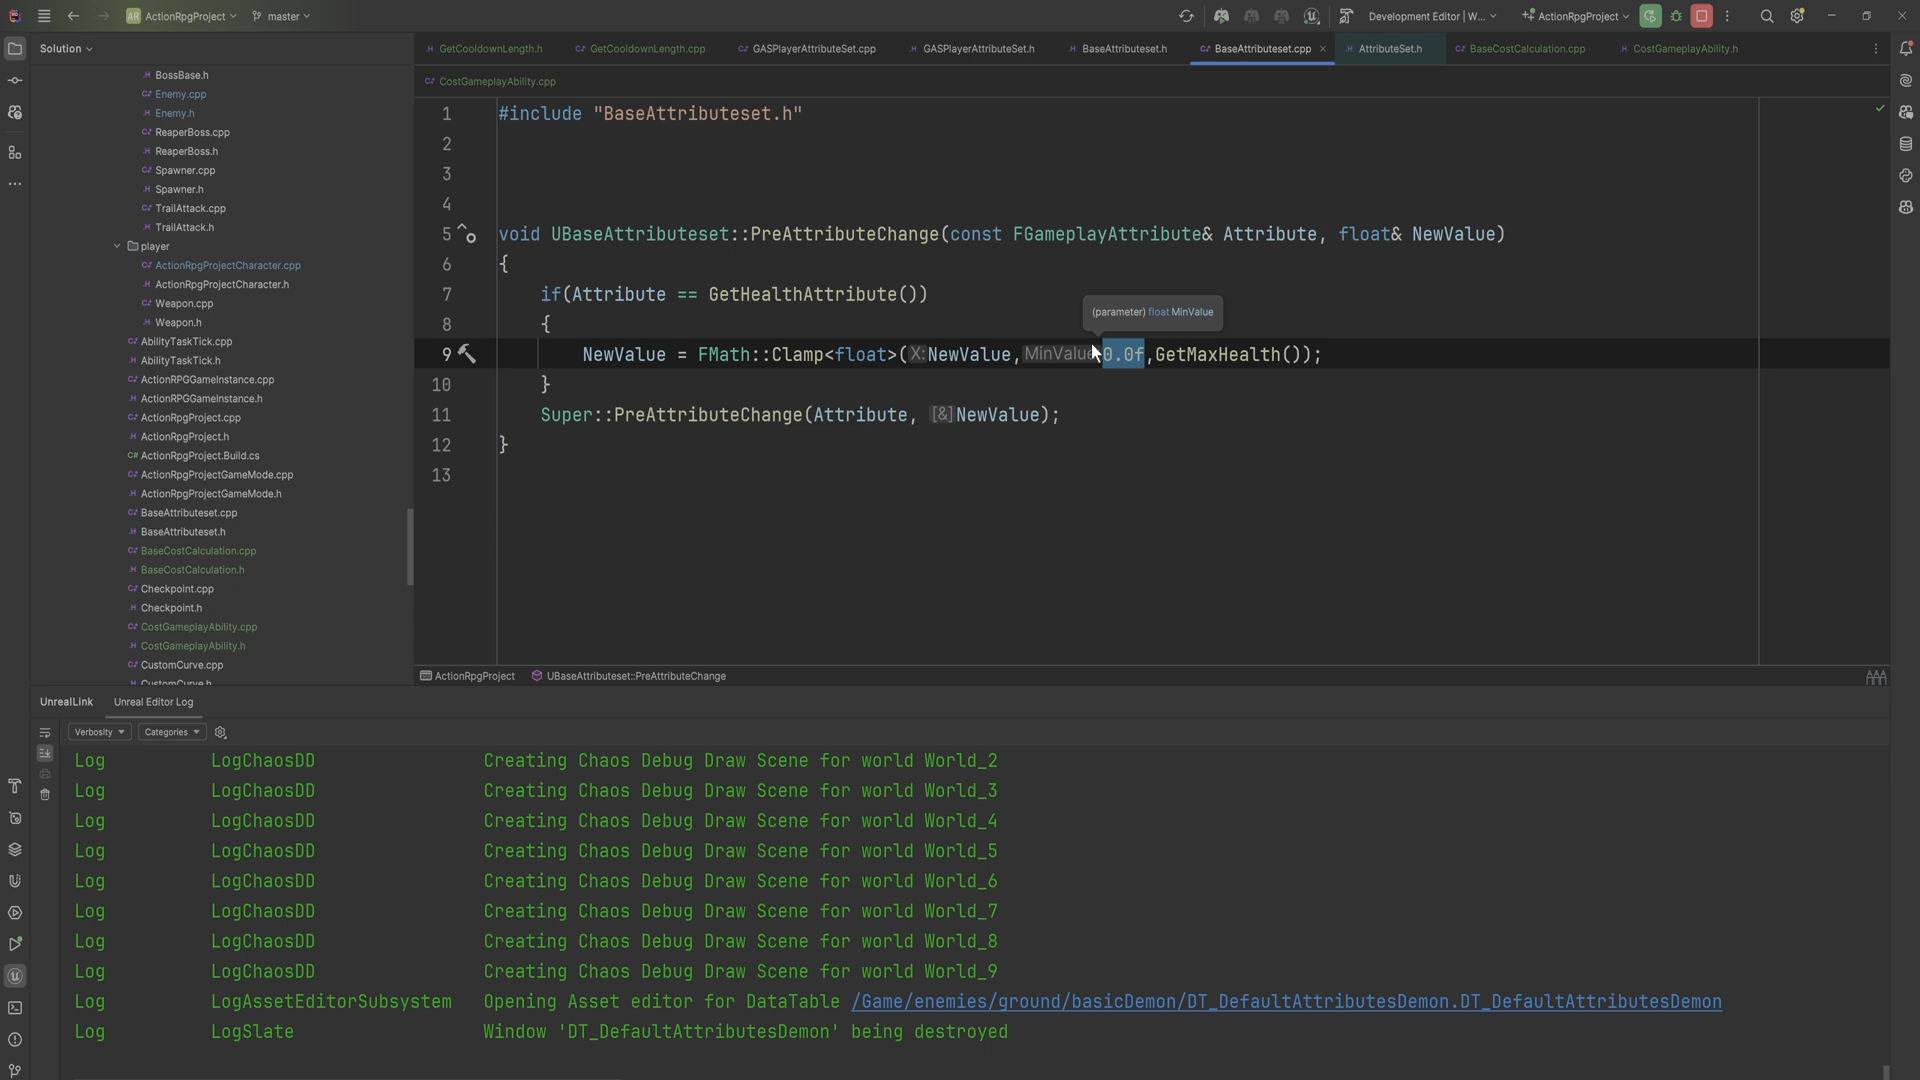 AR ActionRpgProject
master
Development Editor | W...
ActionRpgProject
Solution
GetCooldownLength.h
GetCooldownLength.cpp
GASPlayerAttributeSet.cpp
GASPlayerAttributeSet.h
BaseAttributeset.h
BaseAttributeset.cpp
AttributeSet.h
BaseCostCalculation.cpp
CostGameplayAbility.h
CostGameplayAbility.cpp
BossBase.h
Enemy.cpp
Enemy.h
ReaperBoss.cpp
ReaperBoss.h
Spawner.cpp
Spawner.h
TrailAttack.cpp
TrailAttack.h
player
ActionRpgProjectCharacter.cpp
ActionRpgProjectCharacter.h
Weapon.cpp
Weapon.h
AbilityTaskTick.cpp
AbilityTaskTick.h
ActionRPGGameInstance.cpp
ActionRPGGameInstance.h
ActionRpgProject.cpp
ActionRpgProject.h
C# ActionRpgProject.Build.cs
ActionRpgProjectGameMode.cpp
ActionRpgProjectGameMode.h
BaseAttributeset.cpp
BaseAttributeset.h
BaseCostCalculation.cpp
BaseCostCalculation.h
Checkpoint.cpp
Checkpoint.h
CostGameplayAbility.cpp
CostGameplayAbility.h
CustomCurve.cpp
CustomCurve.h
1 #include "BaseAttributeset.h"
2
3
4
5 void UBaseAttributeset::PreAttributeChange(const FGameplayAttribute& Attribute, float& NewValue)
6 {
7 if(Attribute == GetHealthAttribute())
(parameter) float MinValue
8 {
9 NewValue = FMath::Clamp<float>(X:NewValue,MinValue 0.0f,GetMaxHealth());
10 }
11 Super::PreAttributeChange(Attribute, [&]NewValue);
12 }
13
ActionRpgProject
UBaseAttributeset::PreAttributeChange
UnrealLink
Unreal Editor Log
Verbosity
Categories
Log LogChaosDD Creating Chaos Debug Draw Scene for world World_2
Log LogChaosDD Creating Chaos Debug Draw Scene for world World_3
Log LogChaosDD Creating Chaos Debug Draw Scene for world World_4
Log LogChaosDD Creating Chaos Debug Draw Scene for world World_5
Log LogChaosDD Creating Chaos Debug Draw Scene for world World_6
Log LogChaosDD Creating Chaos Debug Draw Scene for world World_7
Log LogChaosDD Creating Chaos Debug Draw Scene for world World_8
Log LogChaosDD Creating Chaos Debug Draw Scene for world World_9
Log LogAssetEditorSubsystem Opening Asset editor for DataTable /Game/enemies/ground/basicDemon/DT_DefaultAttributesDemon.DT_DefaultAttributesDemon
Log LogSlate Window 'DT_DefaultAttributesDemon' being destroyed